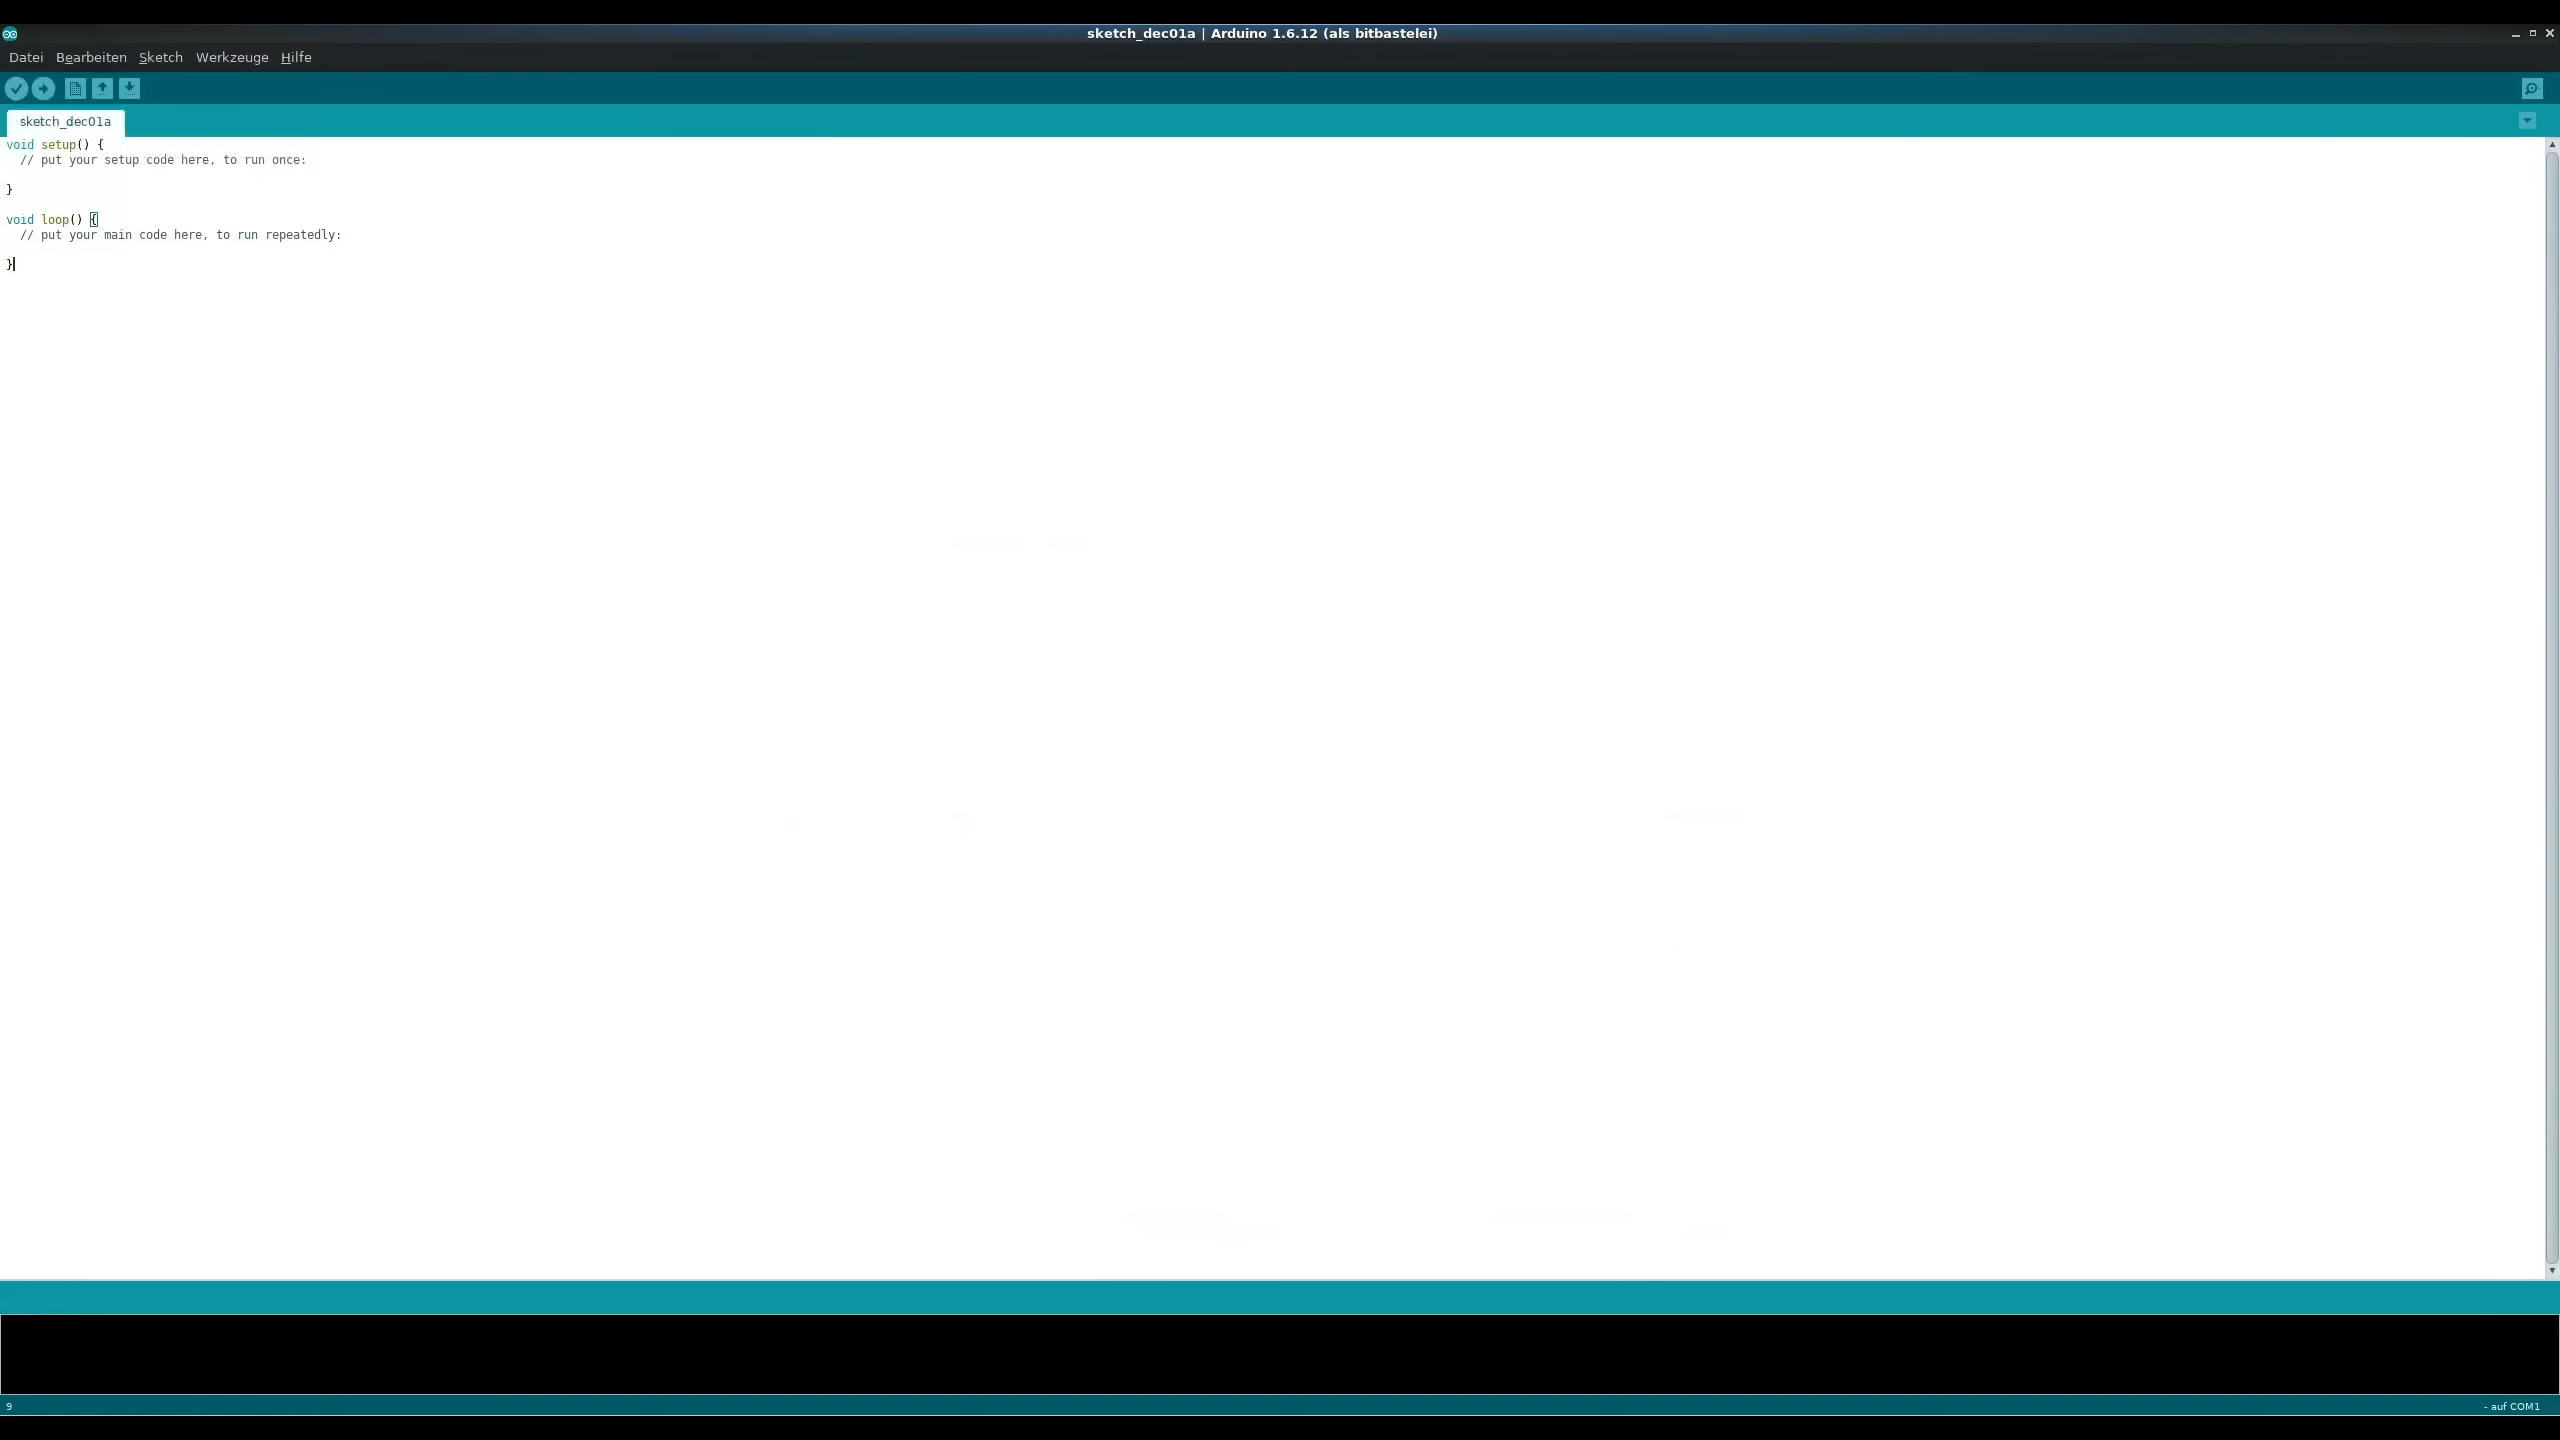 sketch_dec01a | Arduino 1.6.12 (als bitbastelei)
Datei Bearbeiten Sketch Werkzeuge Hilfe
sketch_dec01a
void setup() {
  // put your setup code here, to run once:
}
void loop() {
  // put your main code here, to run repeatedly:
}
9
- auf COM1